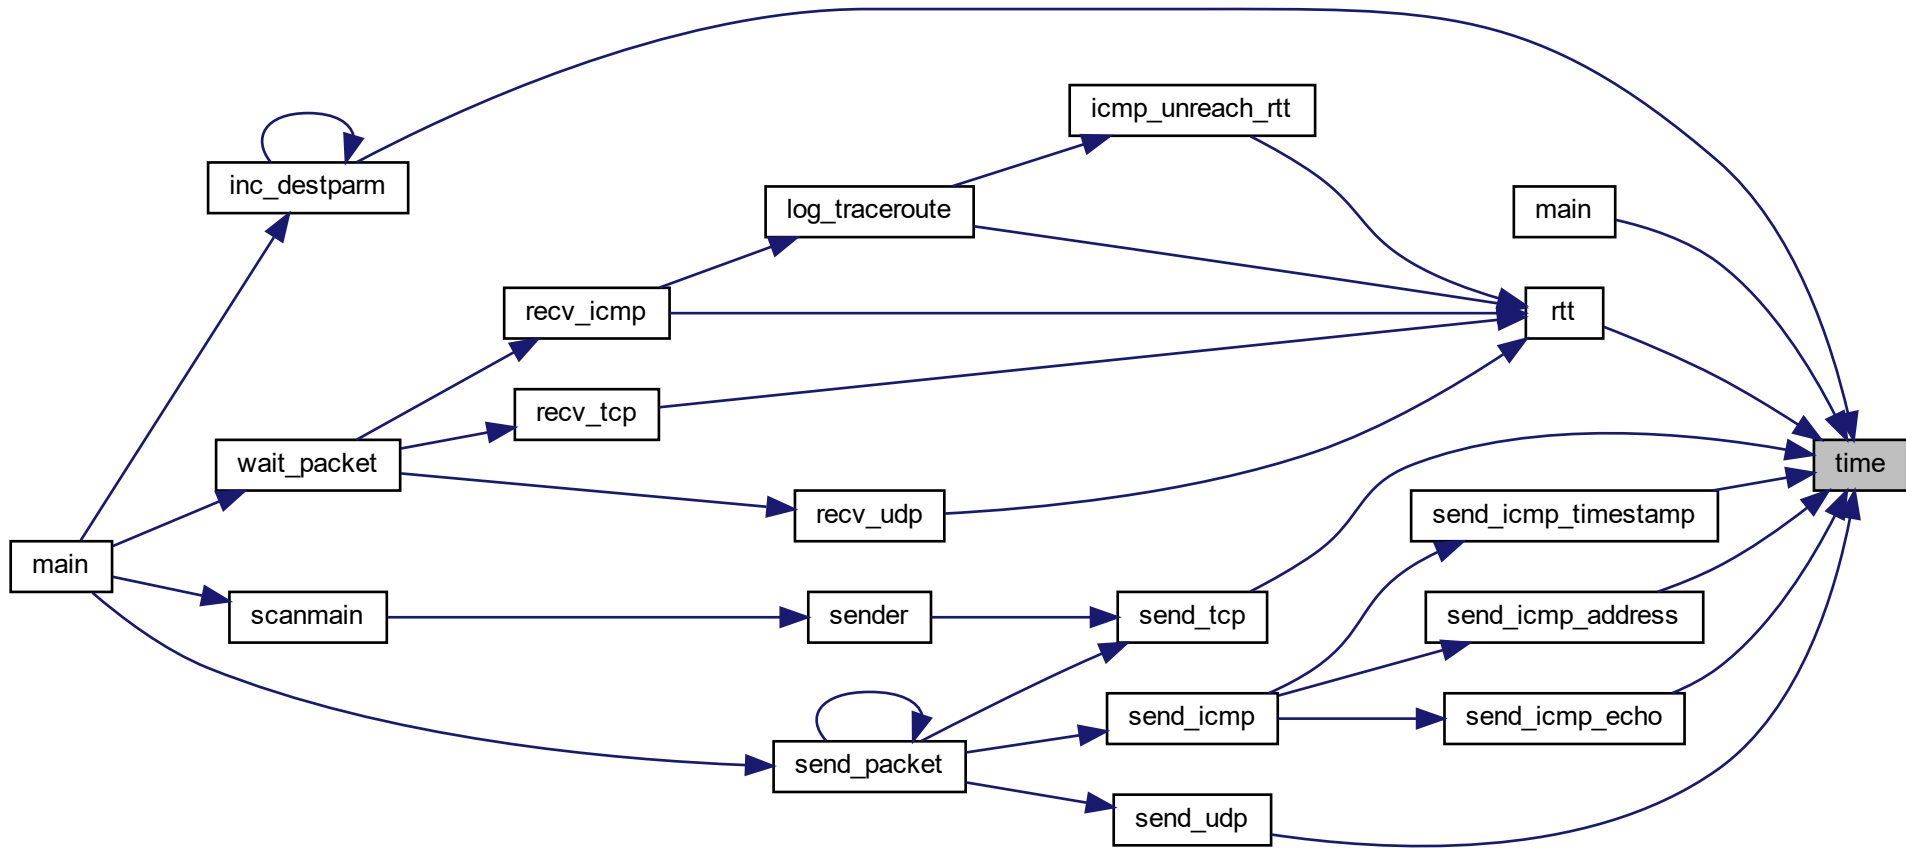 icmp_unreach_rtt
inc_destparm
log_traceroute
main
recv_icmp
rtt
recv_tcp
wait_packet
time
recv_udp
send_icmp_timestamp
main
scanmain
sender
send_tcp
send_icmp_address
send_icmp
send_icmp_echo
send_packet
send_udp